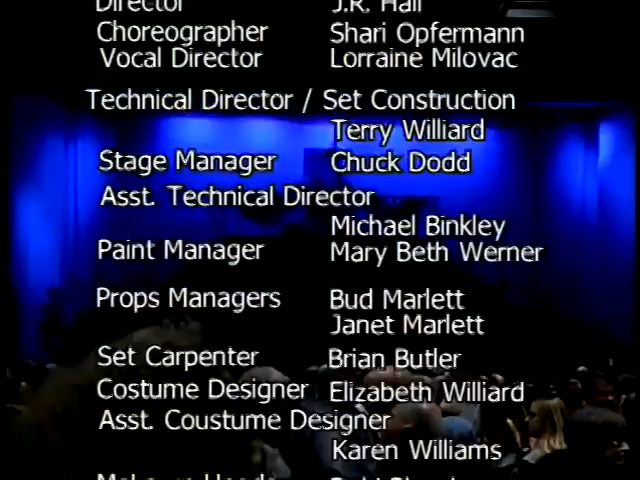 Director J.R. Hall
Choreographer Shari Opfermann
Vocal Director Lorraine Milovac
Technical Director / Set Construction
Terry Williard
Stage Manager Chuck Dodd
Asst. Technical Director
Michael Binkley
Paint Manager Mary Beth Werner
Props Managers Bud Marlett
Janet Marlett
Set Carpenter Brian Butler
Costume Designer Elizabeth Williard
Asst. Coustume Designer
Karen Williams